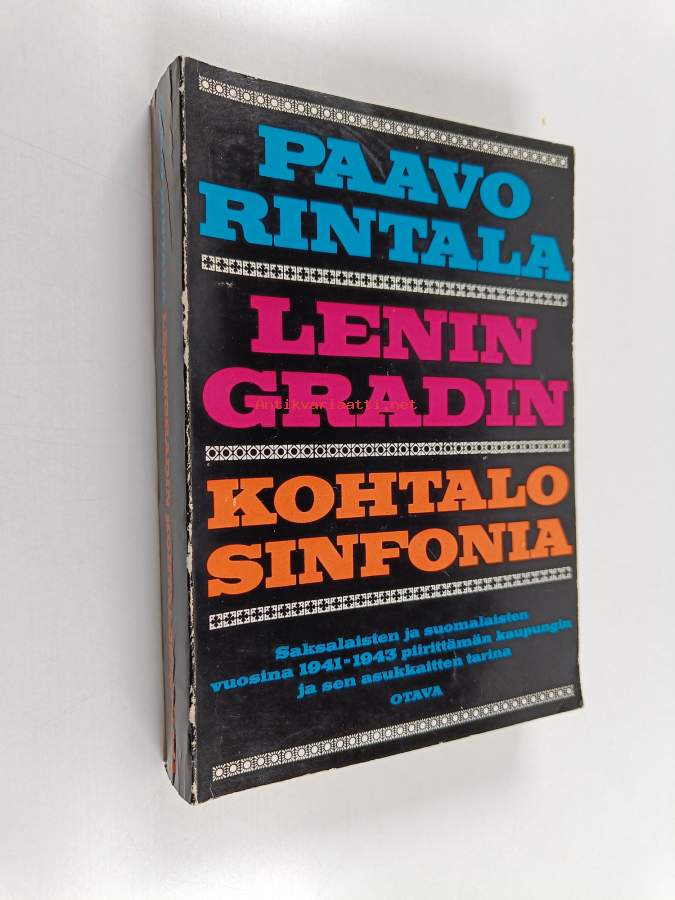 PAAVO
RINTALA
LENIN
GRADIN
Antikvariaatti.net
KOHTALO
SINFONIA
Saksalaisten ja suomalaisten
vuosina 1941-1943 piirittämän kaupungin
ja sen asukkaitten tarina
OTAVA